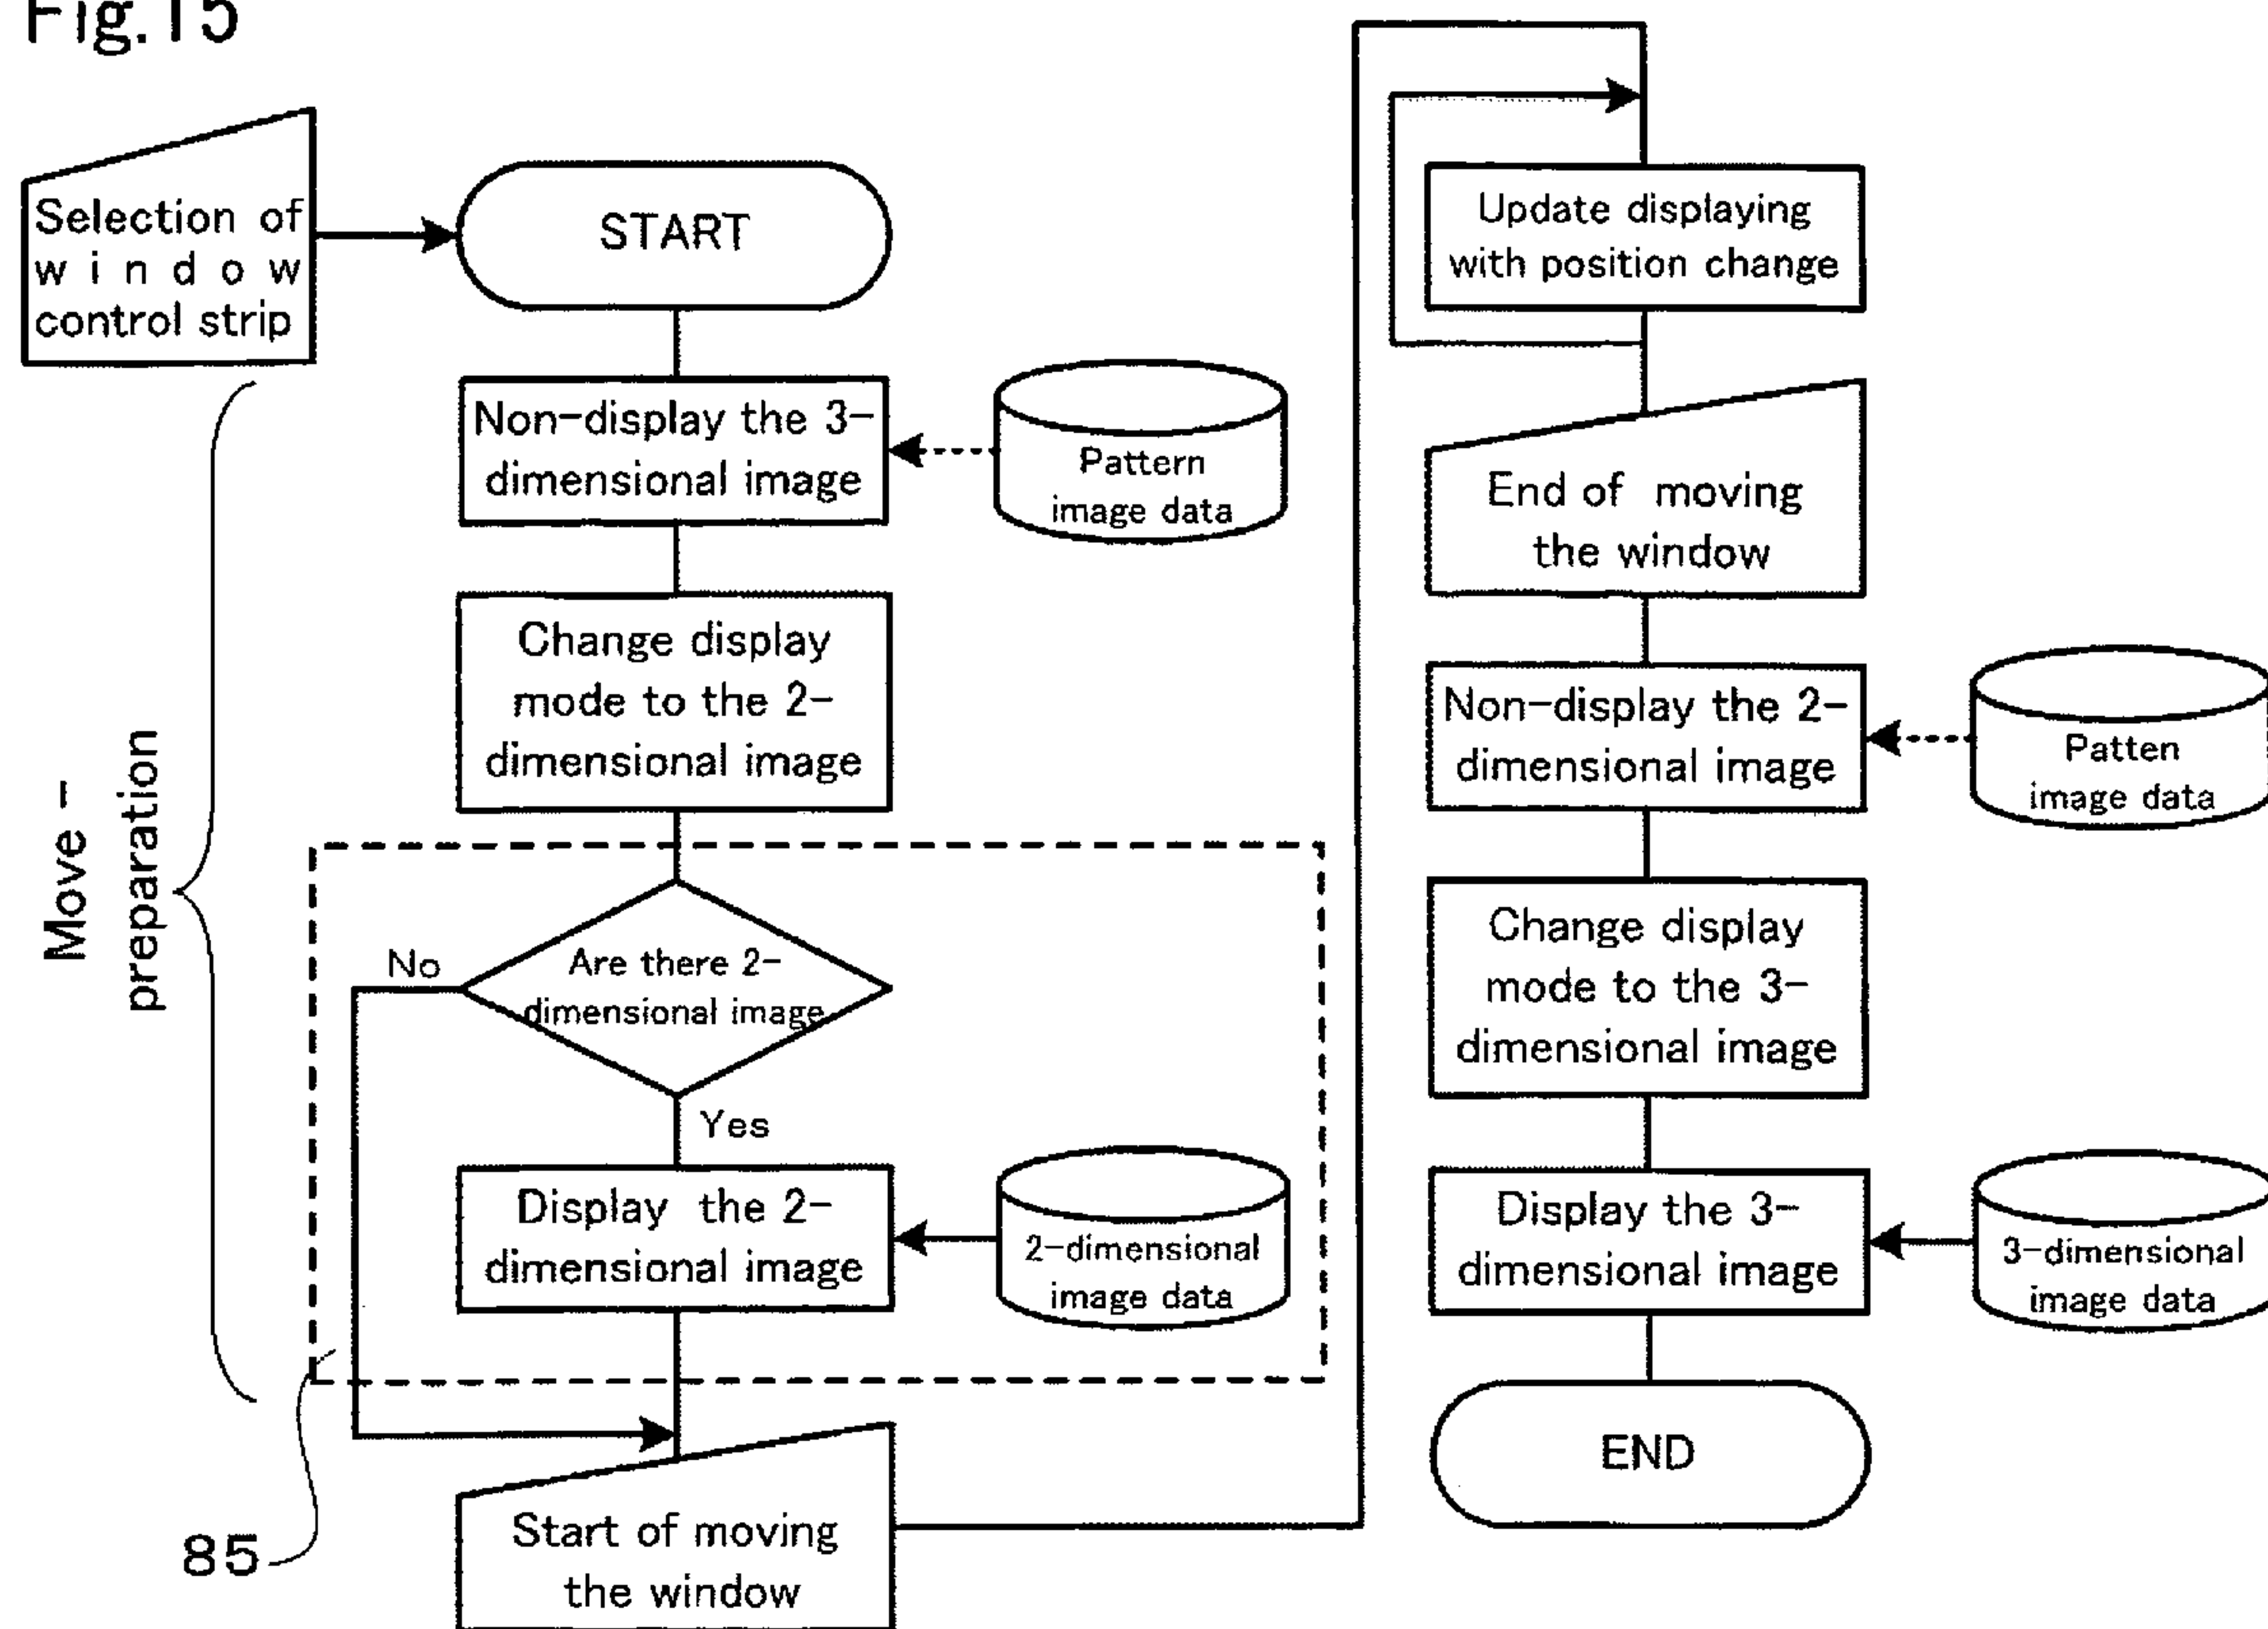 Fig.15
Selection of
window
control strip
START
Non-display the 3-
dimensional image
Pattern
image data
Change display
mode to the 2-
dimensional image
Move -
preparation
No
Are there 2-
dimensional image
Yes
Display the 2-
dimensional image
2-dimensional
image data
85
Start of moving
the window
Update displaying
with position change
End of moving
the window
Non-display the 2-
dimensional image
Patten
image data
Change display
mode to the 3-
dimensional image
Display the 3-
dimensional image
3-dimensional
image data
END